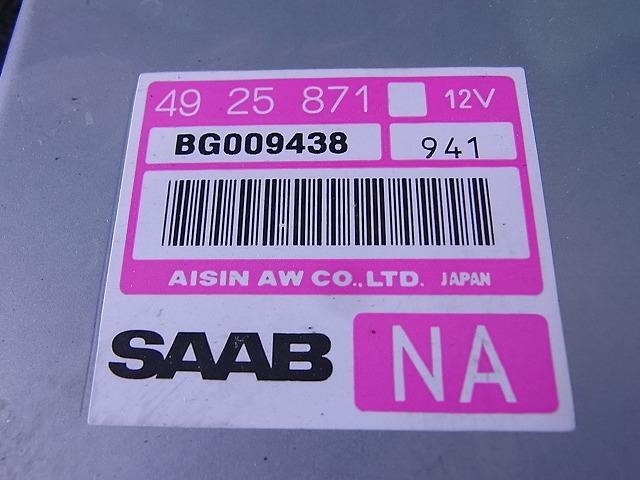 49 25 871 12V
BG009438 941
AISIN AW CO.,LTD. JAPAN
SAAB NA